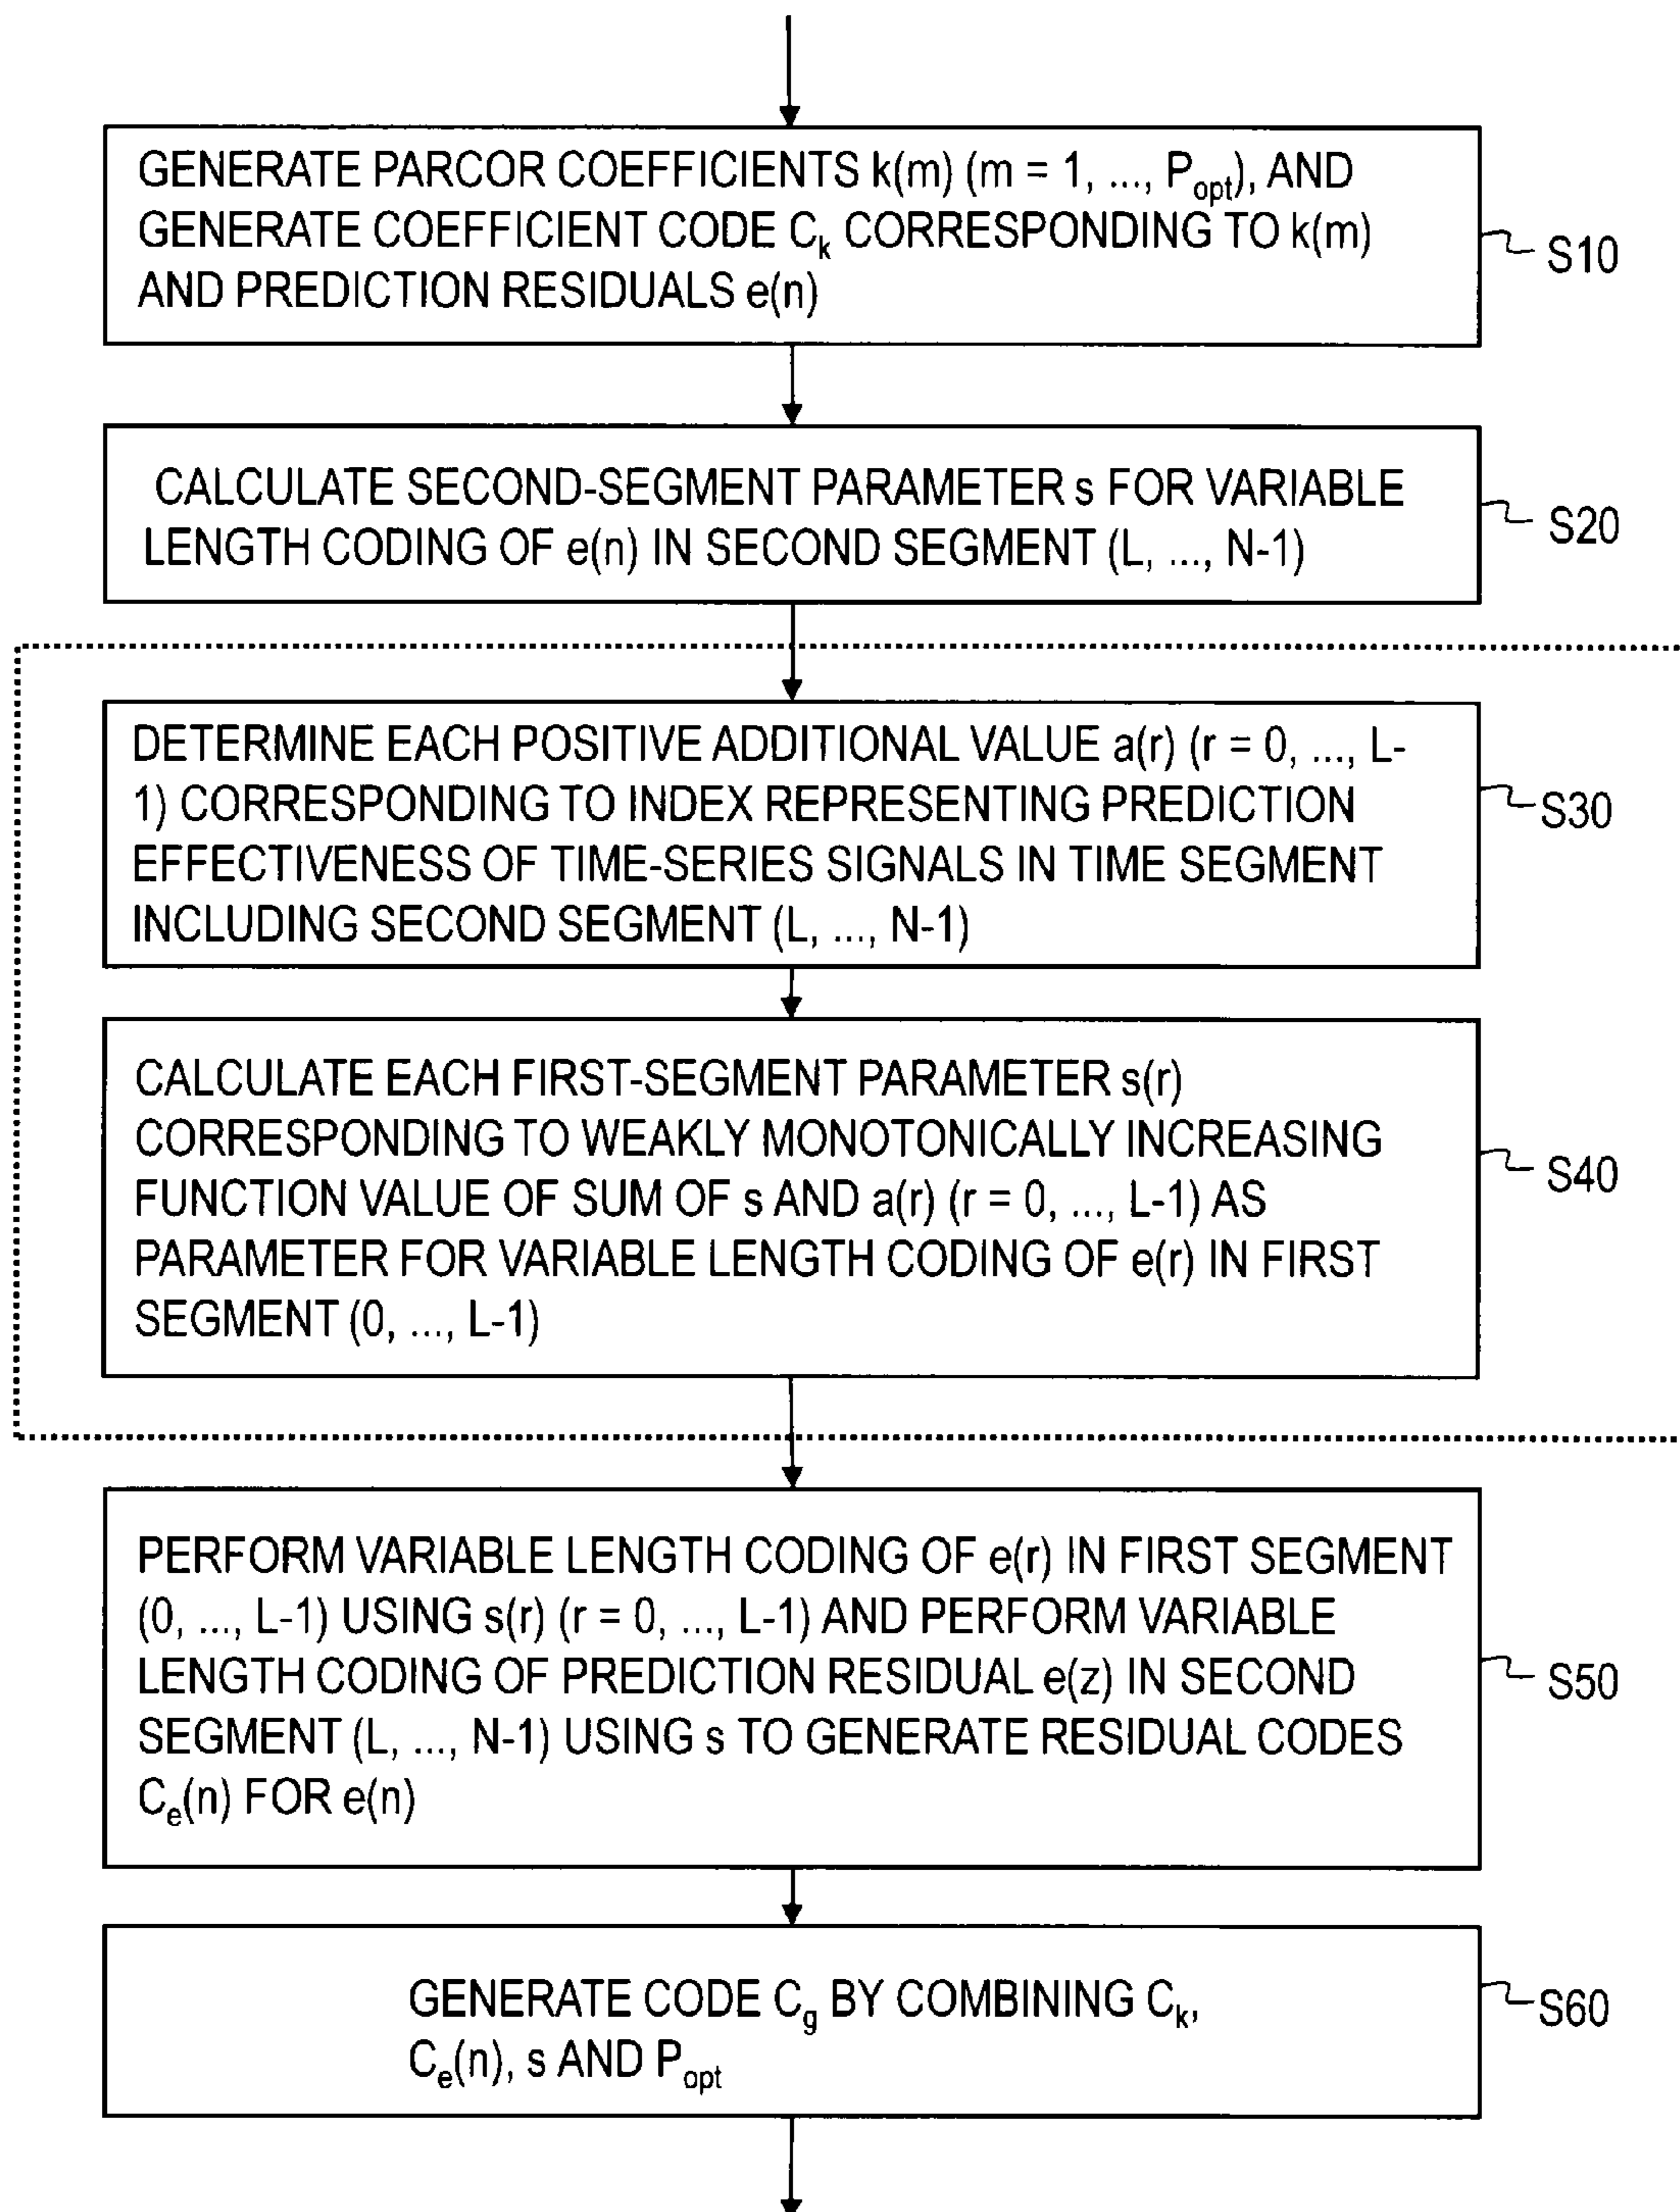 GENERATE PARCOR COEFFICIENTS k(m) (m = 1, ..., Popt), AND
GENERATE COEFFICIENT CODE Ck CORRESPONDING TO k(m)
AND PREDICTION RESIDUALS e(n)
S10
CALCULATE SECOND-SEGMENT PARAMETER s FOR VARIABLE
LENGTH CODING OF e(n) IN SECOND SEGMENT (L, ..., N-1)
S20
DETERMINE EACH POSITIVE ADDITIONAL VALUE a(r) (r = 0, ..., L-
1) CORRESPONDING TO INDEX REPRESENTING PREDICTION
EFFECTIVENESS OF TIME-SERIES SIGNALS IN TIME SEGMENT
INCLUDING SECOND SEGMENT (L, ..., N-1)
S30
CALCULATE EACH FIRST-SEGMENT PARAMETER s(r)
CORRESPONDING TO WEAKLY MONOTONICALLY INCREASING
FUNCTION VALUE OF SUM OF s AND a(r) (r = 0, ..., L-1) AS
PARAMETER FOR VARIABLE LENGTH CODING OF e(r) IN FIRST
SEGMENT (0, ..., L-1)
S40
PERFORM VARIABLE LENGTH CODING OF e(r) IN FIRST SEGMENT
(0, ..., L-1) USING s(r) (r = 0, ..., L-1) AND PERFORM VARIABLE
LENGTH CODING OF PREDICTION RESIDUAL e(z) IN SECOND
SEGMENT (L, ..., N-1) USING s TO GENERATE RESIDUAL CODES
Ce(n) FOR e(n)
S50
GENERATE CODE Cg BY COMBINING Ck,
Ce(n), s AND Popt
S60